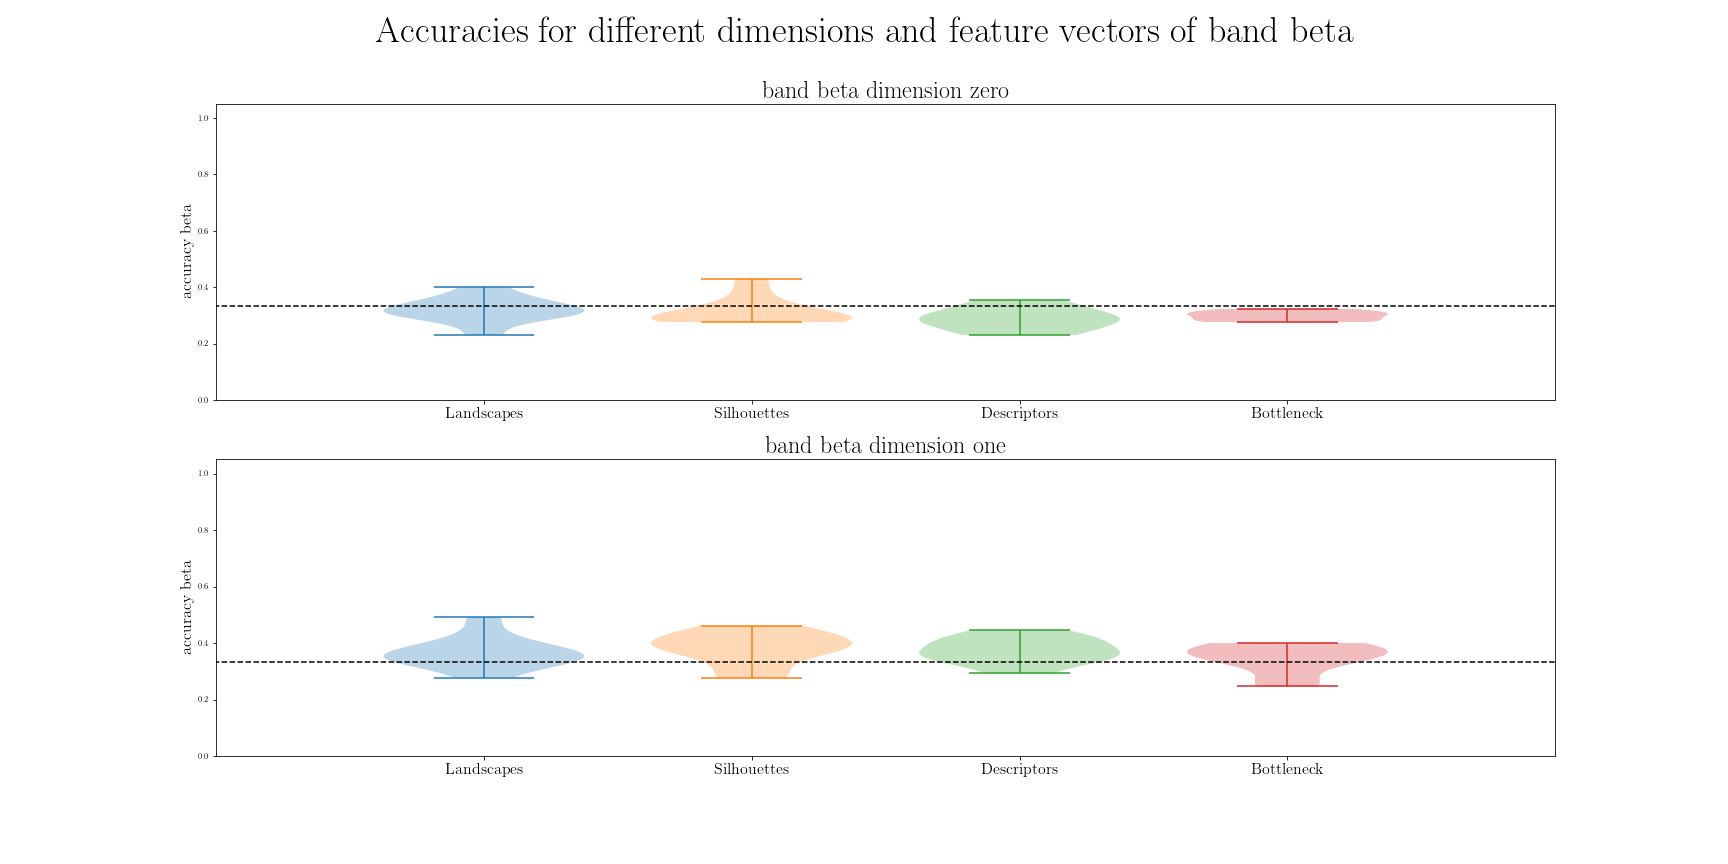 Accuracies for different dimensions and feature vectors of band beta
band beta dimension zero
accuracy beta
1.0
0.8
0.6
0.4
0.2
0.0
Landscapes Silhouettes Descriptors Bottleneck
band beta dimension one
accuracy beta
1.0
0.8
0.6
0.4
0.2
0.0
Landscapes Silhouettes Descriptors Bottleneck